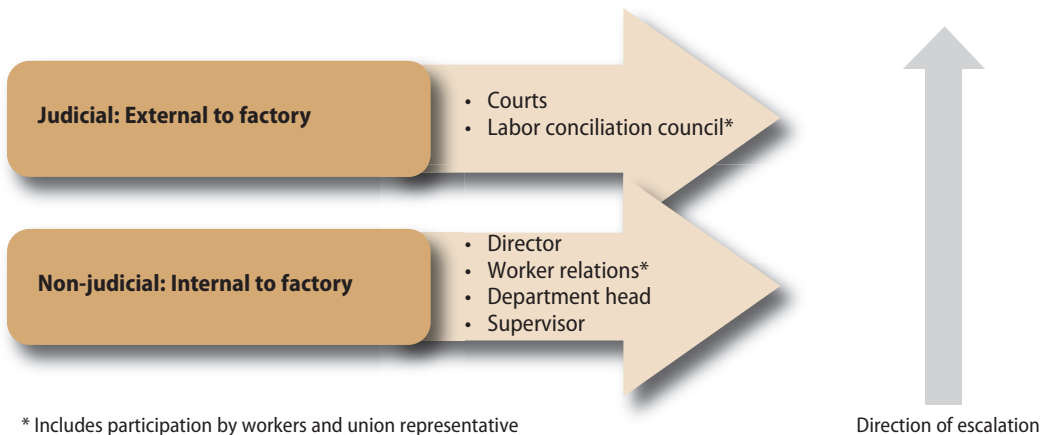 Judicial: External to factory
• Courts
• Labor conciliation council*
Non-judicial: Internal to factory
• Director
• Worker relations*
• Department head
• Supervisor
* Includes participation by workers and union representative
Direction of escalation